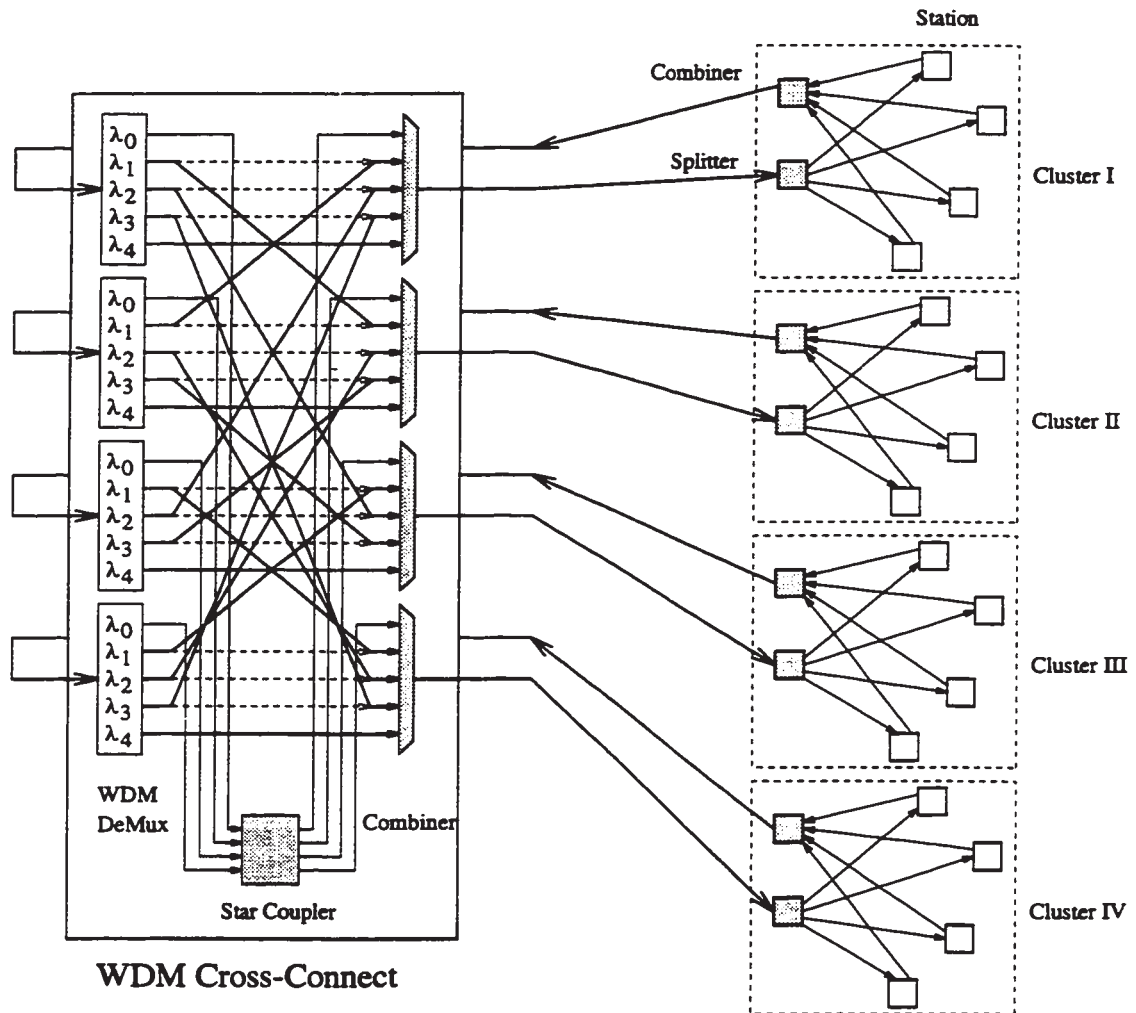 Station
Combiner
Splitter
Cluster I
λ0
λ1
λ2
λ3
λ4
λ0
λ1
λ2
λ3
λ4
Cluster II
λ0
λ1
λ2
λ3
λ4
Cluster III
λ0
λ1
λ2
λ3
λ4
WDM
DeMux
Combiner
Star Coupler
Cluster IV
WDM Cross-Connect